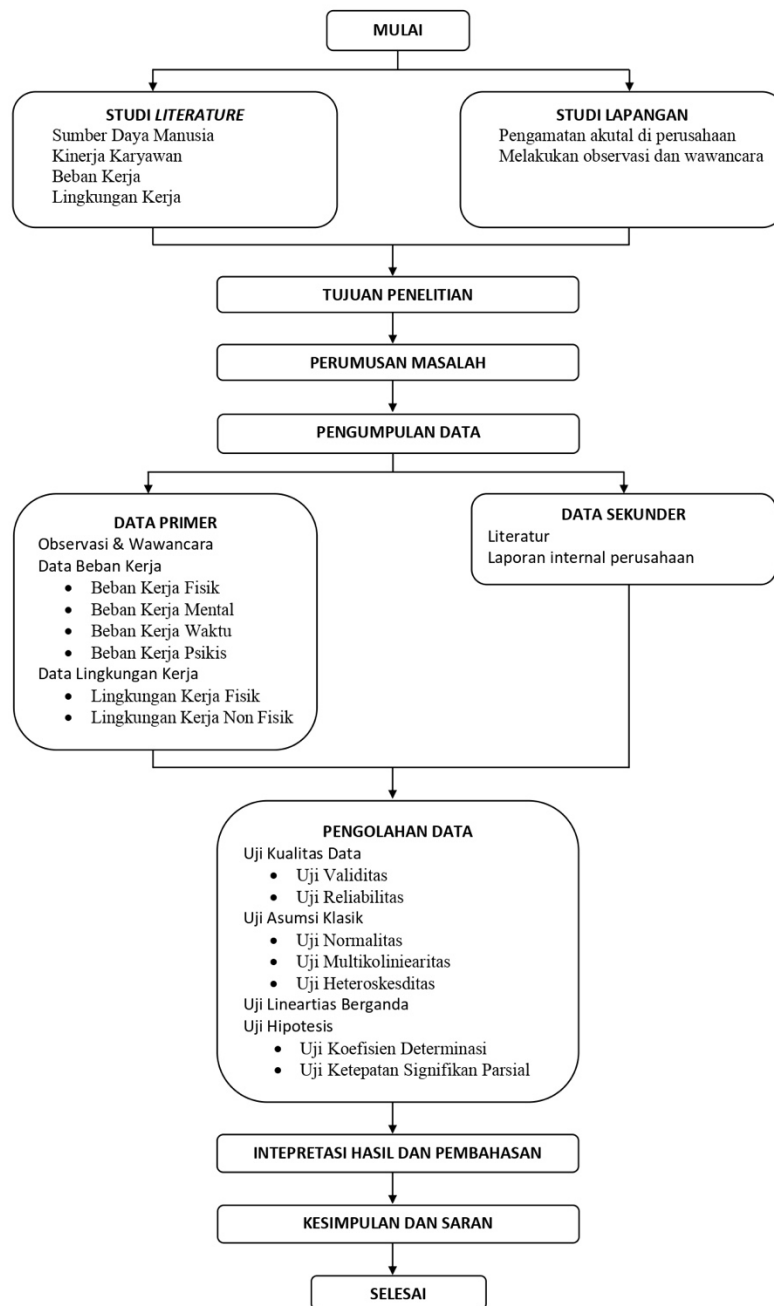 MULAI
STUDI LITERATURE
Sumber Daya Manusia
Kinerja Karyawan
Beban Kerja
Lingkungan Kerja
STUDI LAPANGAN
Pengamatan akutal di perusahaan
Melakukan observasi dan wawancara
TUJUAN PENELITIAN
PERUMUSAN MASALAH
PENGUMPULAN DATA
DATA PRIMER
Observasi & Wawancara
Data Beban Kerja
• Beban Kerja Fisik
• Beban Kerja Mental
• Beban Kerja Waktu
• Beban Kerja Psikis
Data Lingkungan Kerja
• Lingkungan Kerja Fisik
• Lingkungan Kerja Non Fisik
DATA SEKUNDER
Literatur
Laporan internal perusahaan
PENGOLAHAN DATA
Uji Kualitas Data
• Uji Validitas
• Uji Reliabilitas
Uji Asumsi Klasik
• Uji Normalitas
• Uji Multikoliniearitas
• Uji Heteroskesditas
Uji Lineartias Berganda
Uji Hipotesis
• Uji Koefisien Determinasi
• Uji Ketepatan Signifikan Parsial
INTEPRETASI HASIL DAN PEMBAHASAN
KESIMPULAN DAN SARAN
SELESAI